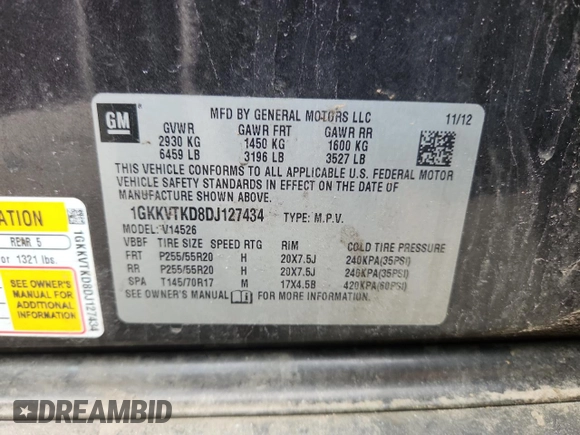 GM
MFD BY GENERAL MOTORS LLC 11/12
GVWR GAWR FRT GAWR RR
2930 KG 1450 KG 1600 KG
6459 LB 3196 LB 3527 LB
THIS VEHICLE CONFORMS TO ALL APPLICABLE U.S. FEDERAL MOTOR
VEHICLE SAFETY STANDARDS IN EFFECT ON THE DATE OF
MANUFACTURE SHOWN ABOVE.
1GKKVTKD8DJ127434 TYPE: M.P.V.
MODEL: V14526
VBBF TIRE SIZE SPEED RTG RIM COLD TIRE PRESSURE
FRT P255/55R20 H 20X7.5J 240KPA(35PSI)
RR P255/55R20 H 20X7.5J 240KPA(35PSI)
SPA T145/70R17 M 17X4.5B 420KPA(60PSI)
SEE OWNER'S MANUAL FOR ADDITIONAL INFORMATION.
ATION
REAR 5
or 1321 lbs.
SEE OWNER'S
MANUAL FOR
ADDITIONAL
INFORMATION
1GKKVTKD8DJ127434
DREAMBID